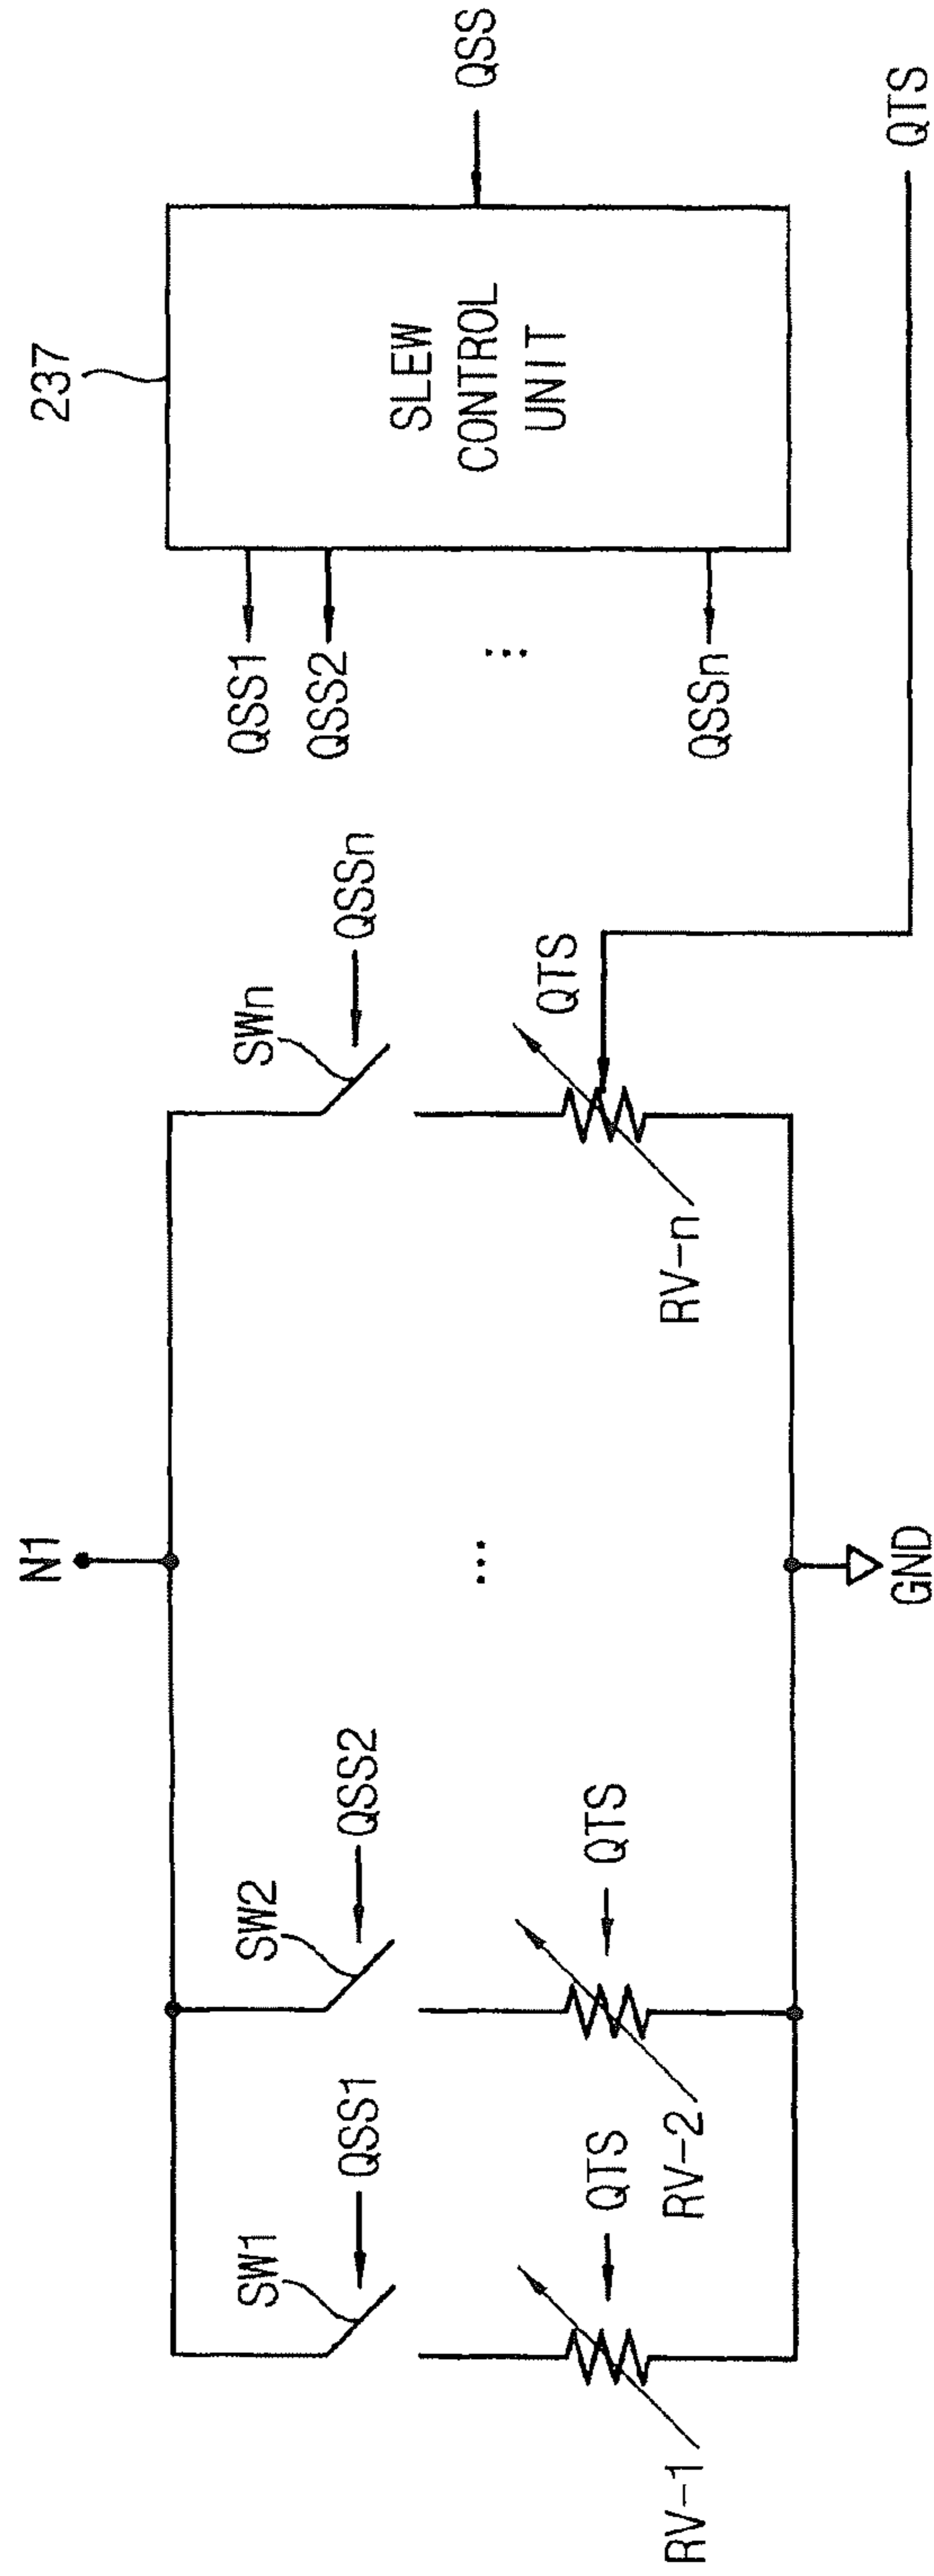 N1
SW1
QSS1
SW2
QSS2
SWn
QSSn
QTS
RV-1
QTS
RV-2
QTS
RV-n
...
GND
237
SLEW
CONTROL
UNIT
QSS1
QSS2
...
QSSn
QSS
QTS